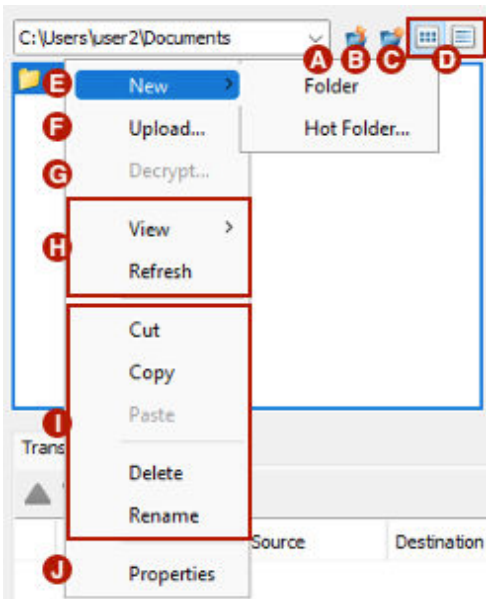 C:\Users\user2\Documents
A B C D
E New > Folder
F Upload... Hot Folder...
G Decrypt...
H
View >
Refresh
Cut
Copy
I
Paste
Trans
Delete
Rename
Source Destination
J Properties